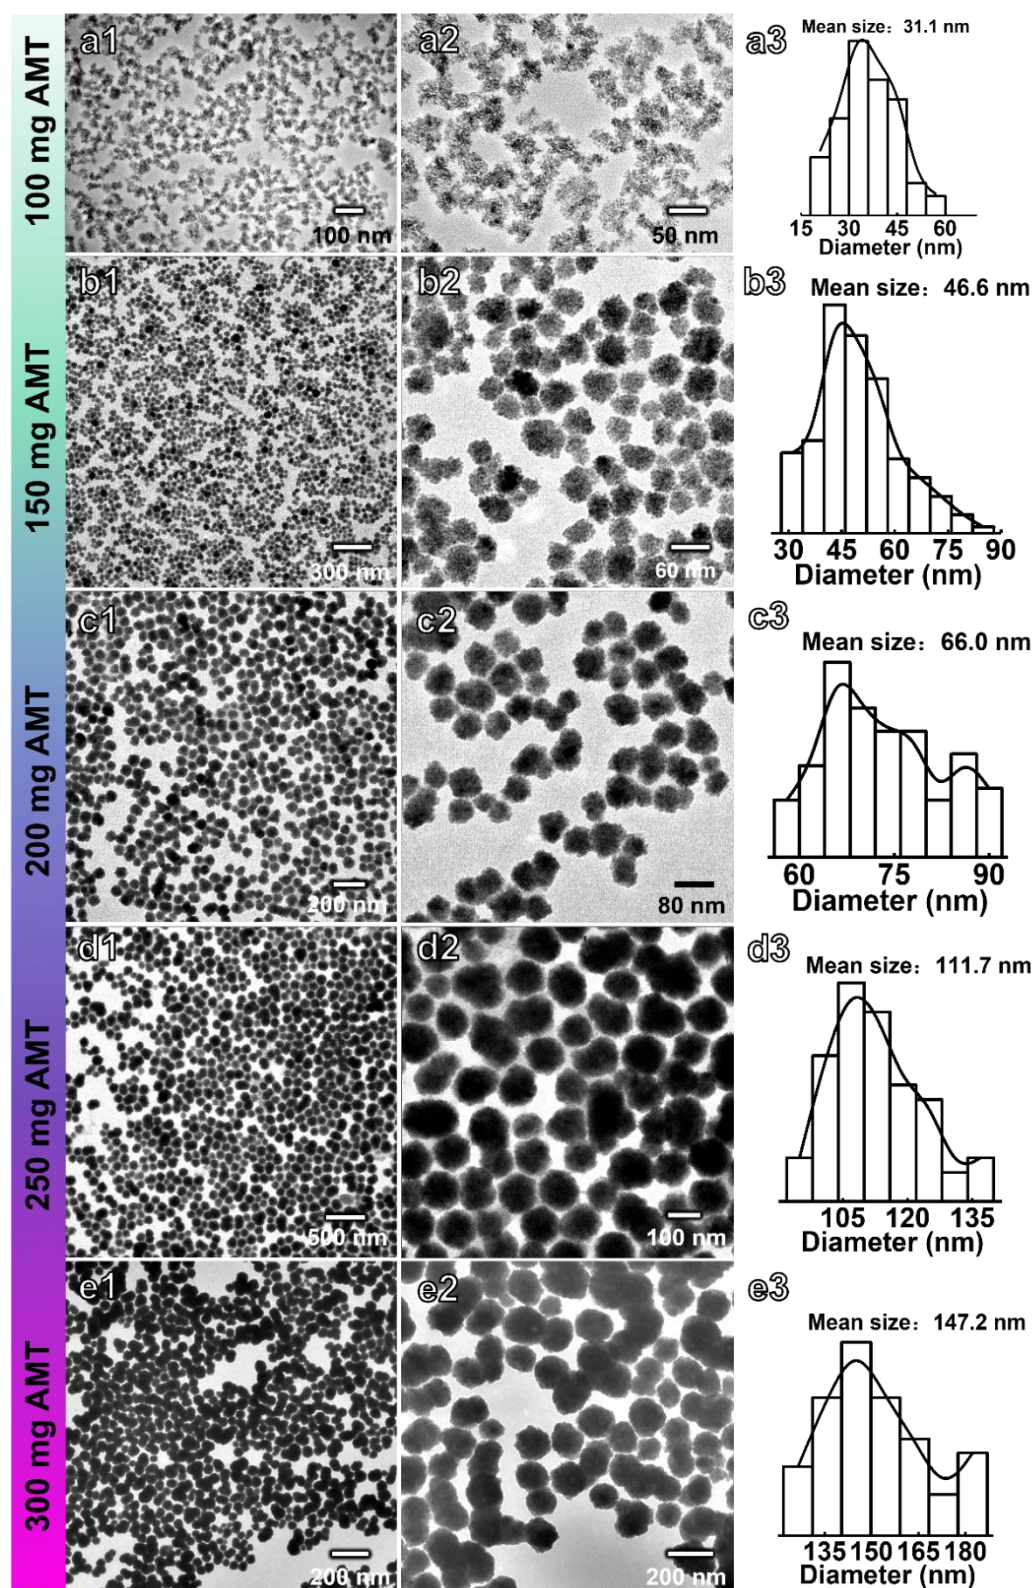 100 mg AMT
a1
100 nm
a2
50 nm
a3
Mean size: 31.1 nm
15 30 45 60
Diameter (nm)
150 mg AMT
b1
300 nm
b2
60 nm
b3
Mean size: 46.6 nm
30 45 60 75 90
Diameter (nm)
200 mg AMT
c1
200 nm
c2
80 nm
c3
Mean size: 66.0 nm
60 75 90
Diameter (nm)
250 mg AMT
d1
500 nm
d2
100 nm
d3
Mean size: 111.7 nm
105 120 135
Diameter (nm)
300 mg AMT
e1
200 nm
e2
200 nm
e3
Mean size: 147.2 nm
135 150 165 180
Diameter (nm)